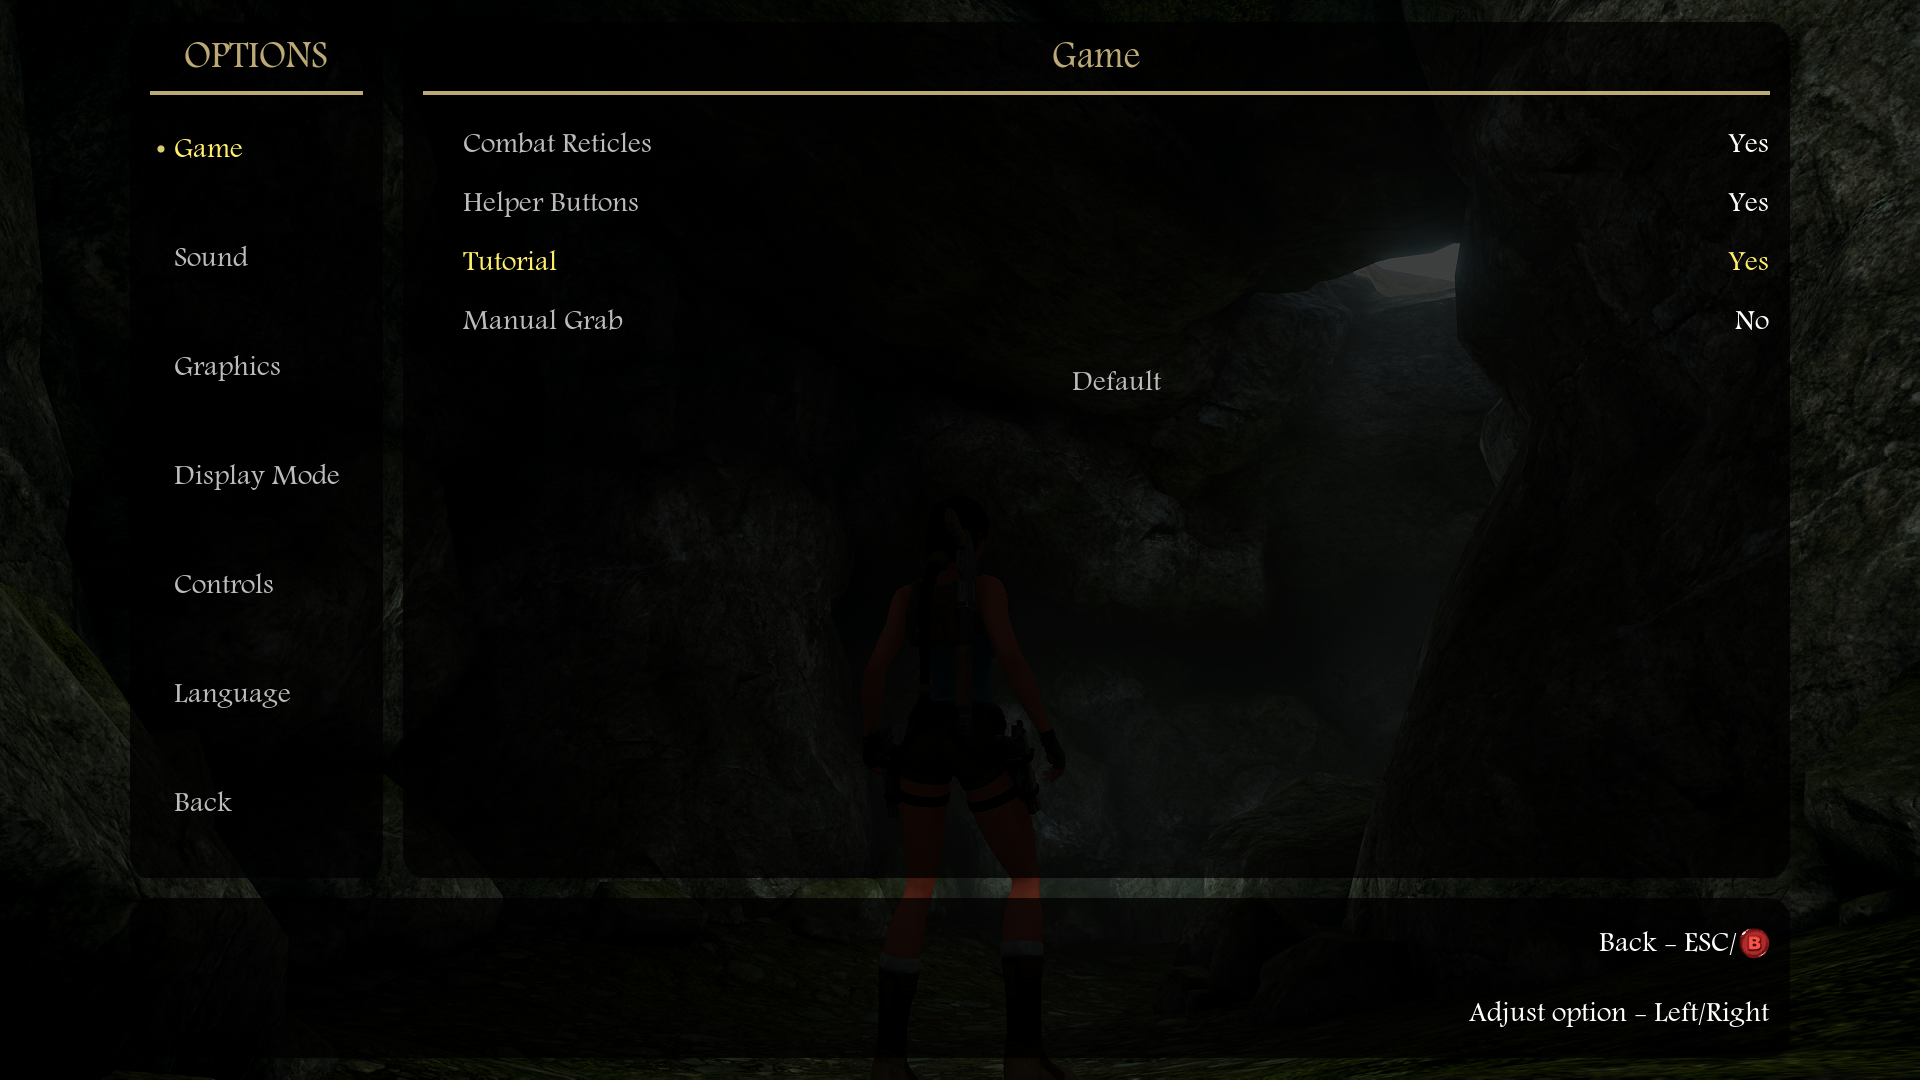 OPTIONS
• Game
Sound
Graphics
Display Mode
Controls
Language
Back
Game
Combat Reticles Yes
Helper Buttons Yes
Tutorial Yes
Manual Grab No
Default
Back – ESC/B
Adjust option – Left/Right